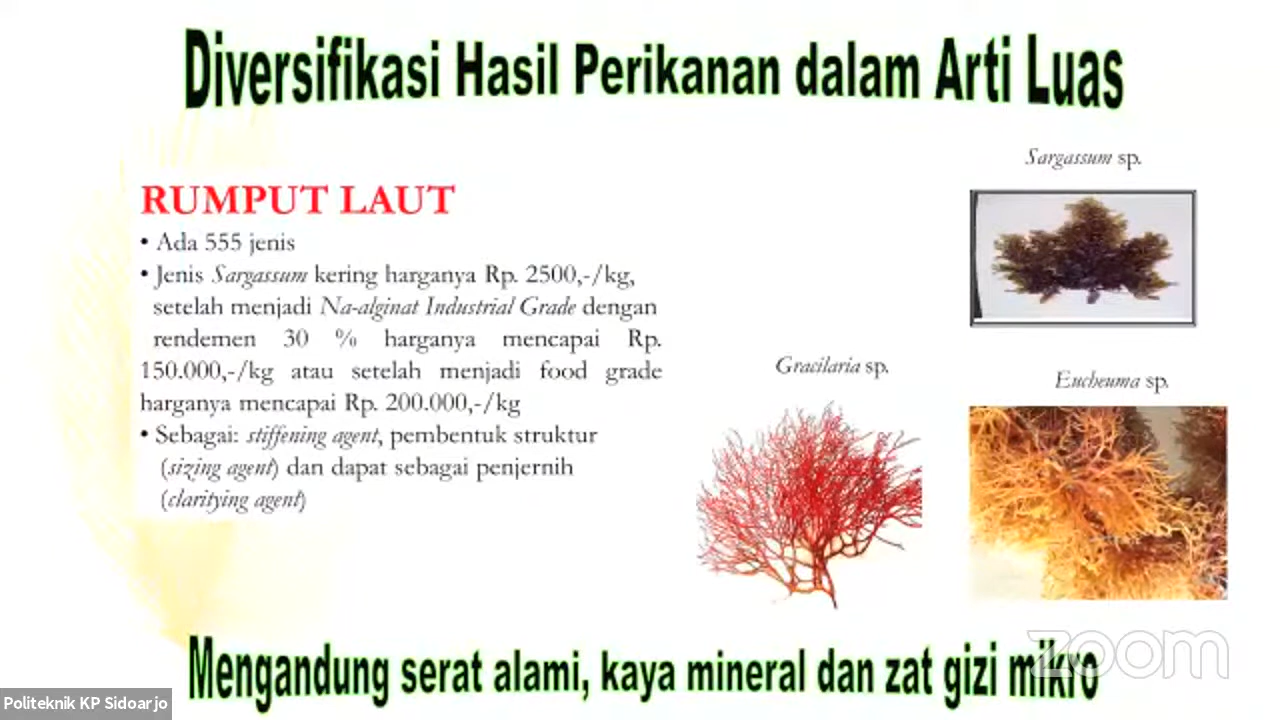 Diversifikasi Hasil Perikanan dalam Arti Luas
RUMPUT LAUT
• Ada 555 jenis
• Jenis Sargassum kering harganya Rp. 2500,-/kg,
setelah menjadi Na-alginat Industrial Grade dengan
rendemen 30 % harganya mencapai Rp.
150.000,-/kg atau setelah menjadi food grade
harganya mencapai Rp. 200.000,-/kg
• Sebagai: stiffening agent, pembentuk struktur
(sizing agent) dan dapat sebagai penjernih
(claritying agent)
Sargassum sp.
Gracilaria sp.
Eucheuma sp.
Mengandung serat alami, kaya mineral dan zat gizi mikro
zoom
Politeknik KP Sidoarjo